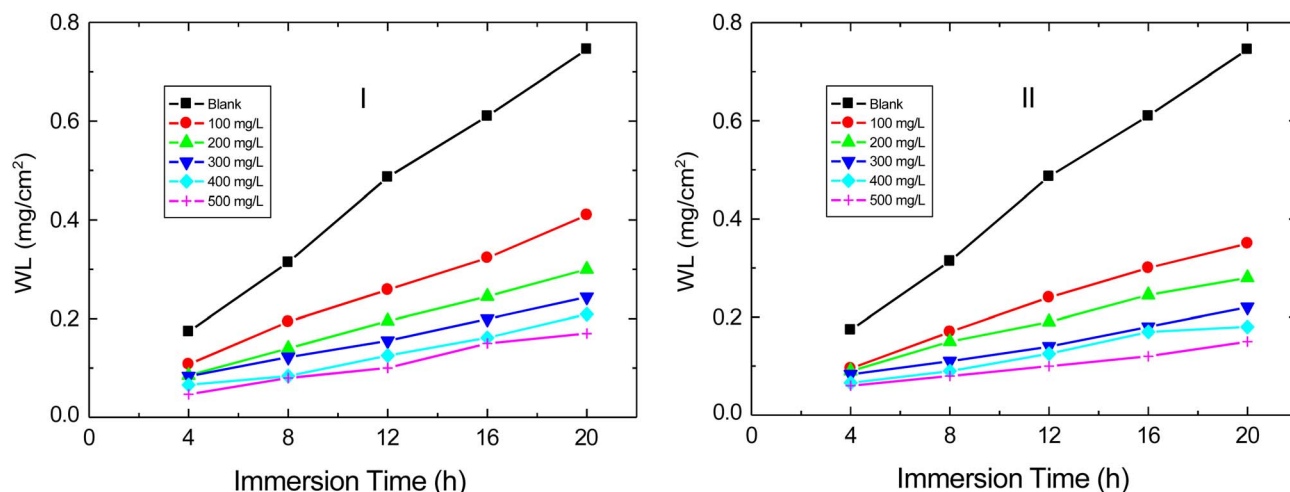 0.8
0.6
0.4
0.2
0.0
WL (mg/cm²)
I
Blank
100 mg/L
200 mg/L
300 mg/L
400 mg/L
500 mg/L
0 4 8 12 16 20
Immersion Time (h)
0.8
0.6
0.4
0.2
0.0
WL (mg/cm²)
II
Blank
100 mg/L
200 mg/L
300 mg/L
400 mg/L
500 mg/L
0 4 8 12 16 20
Immersion Time (h)